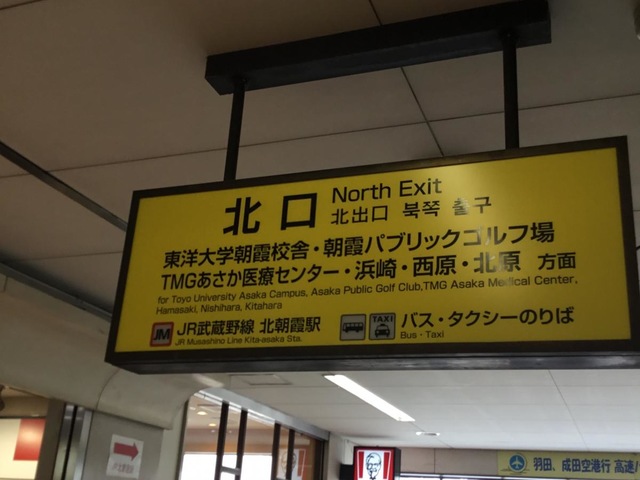 北口 North Exit
北出口 북쪽 출구
東洋大学朝霞校舎・朝霞パブリックゴルフ場
TMGあさか医療センター・浜崎・西原・北原 方面
for Toyo University Asaka Campus, Asaka Public Golf Club,TMG Asaka Medical Center,
Hamasaki, Nishihara, Kitahara
JM JR武蔵野線 北朝霞駅
JR Musashino Line Kita-asaka Sta.
TAXI バス・タクシーのりば
Bus・Taxi
KFC
羽田、成田空港行 高速バ